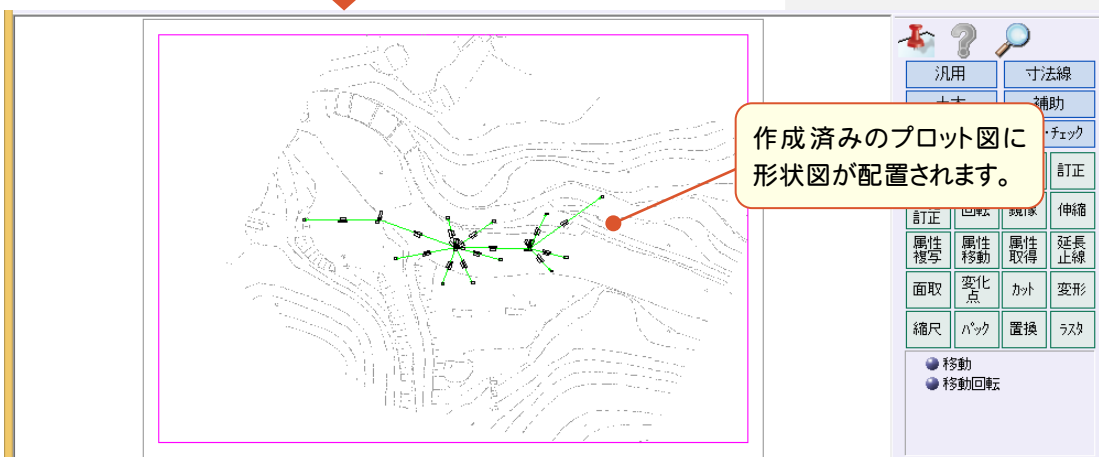 汎用
寸法線
補助
・チェック
作成済みのプロット図に
形状図が配置されます。
訂正
訂正
回転
鏡像
伸縮
属性
複写
属性
移動
属性
取得
延長
止線
面取
変化
点
カット
変形
縮尺
パック
置換
ラスタ
移動
移動回転